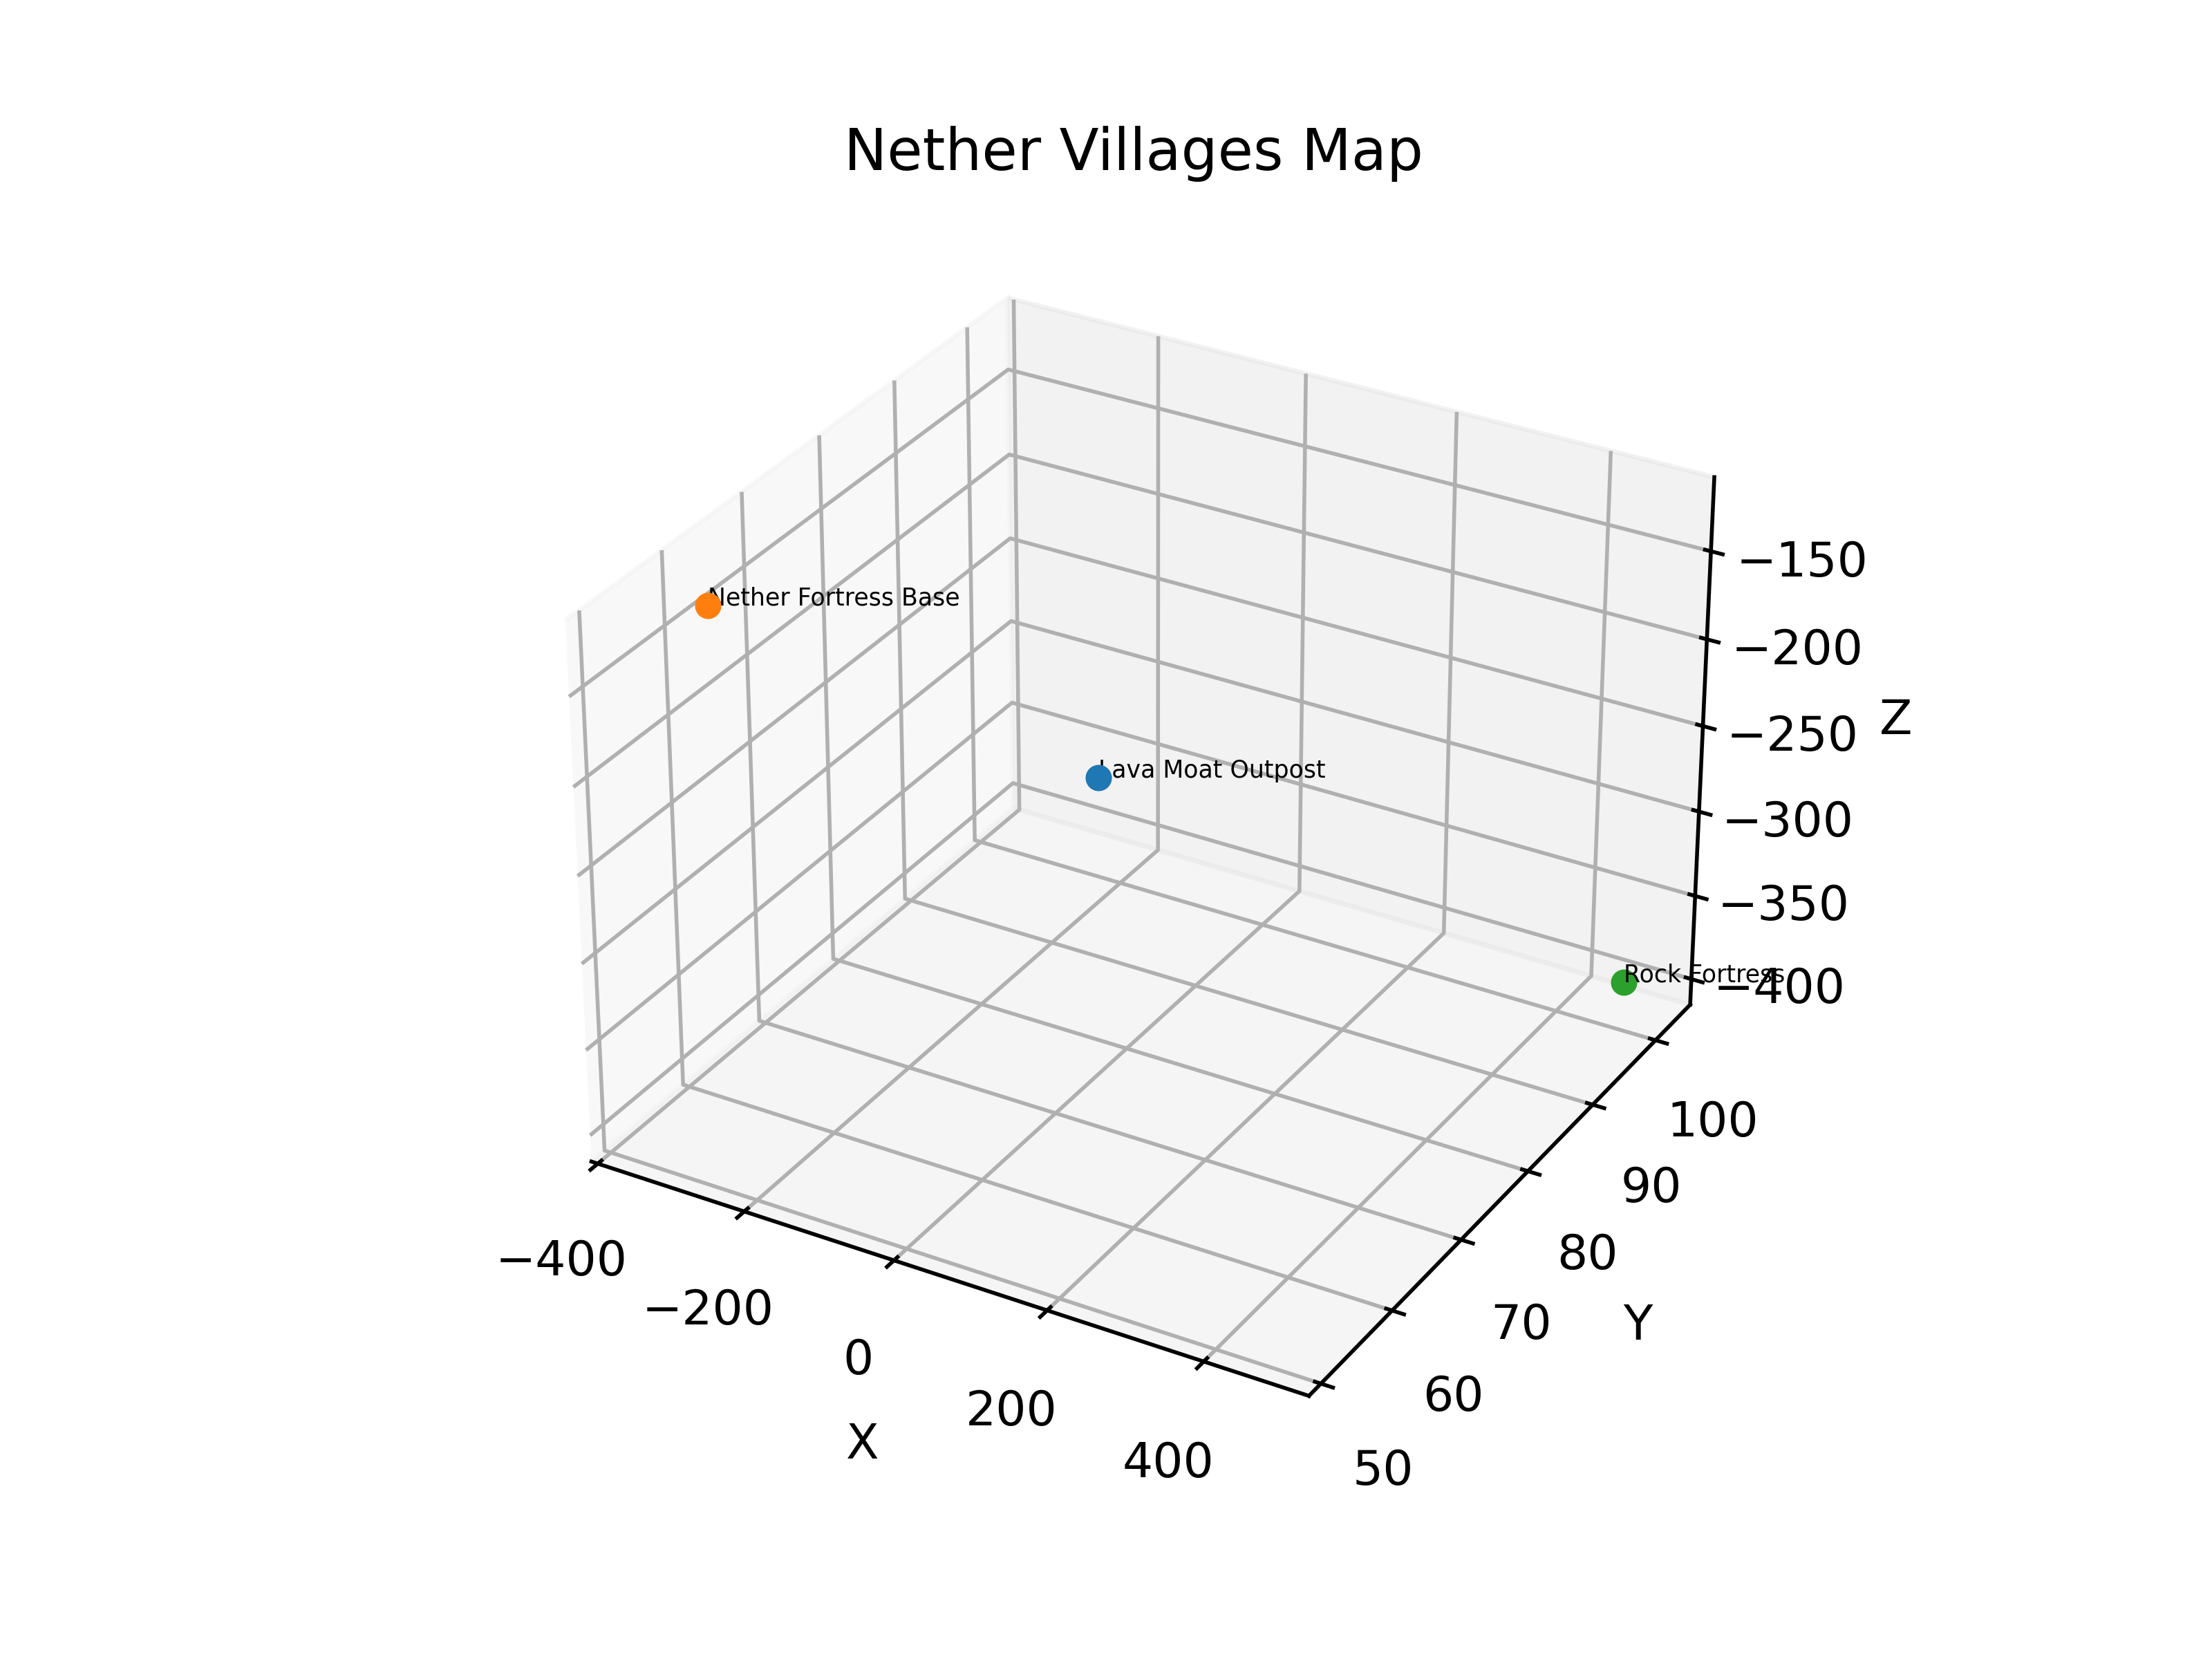 Nether Villages Map
Nether Fortress Base
Lava Moat Outpost
Rock Fortress
−150
−200
−250
−300
−350
−400
Z
100
90
80
70
60
50
Y
−400
−200
0
200
400
X